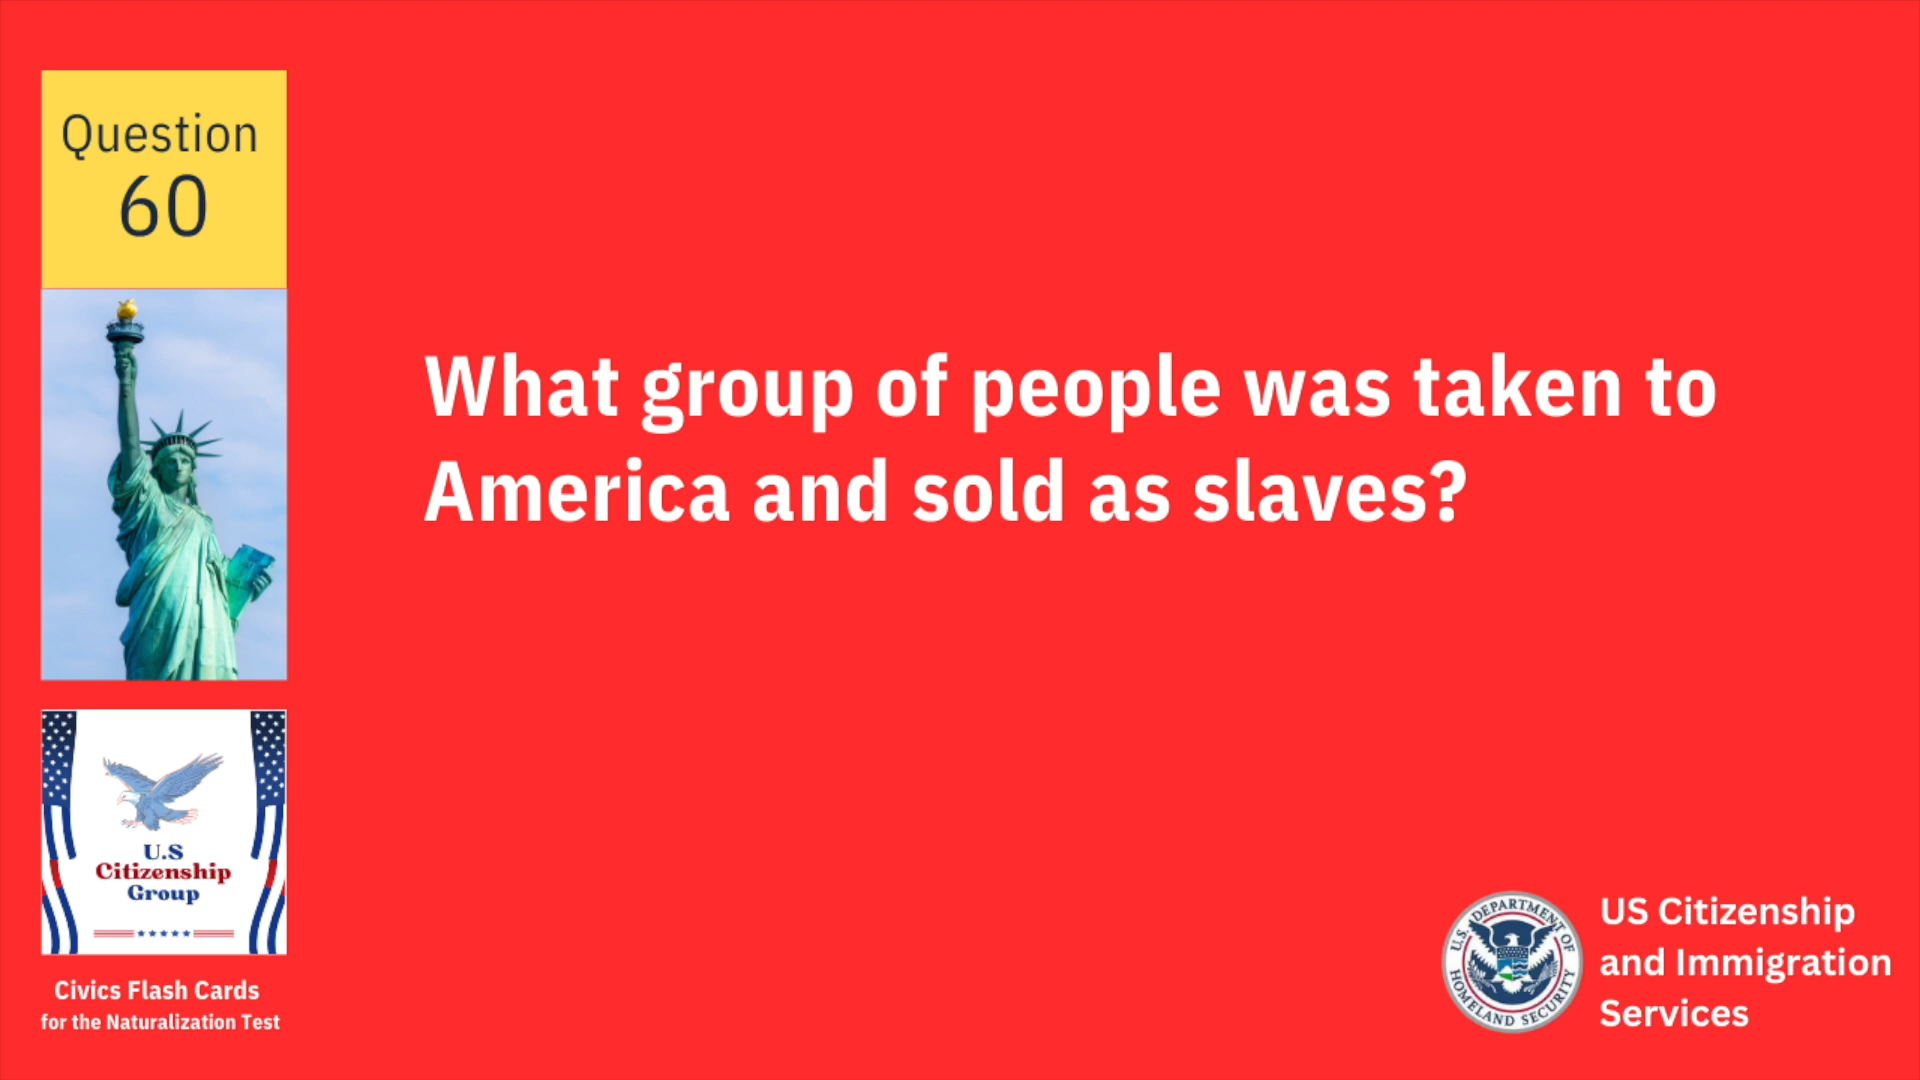 Question
60
What group of people was taken to
America and sold as slaves?
U.S
Citizenship
Group
Civics Flash Cards
for the Naturalization Test
U.S. DEPARTMENT OF
HOMELAND SECURITY
US Citizenship
and Immigration
Services